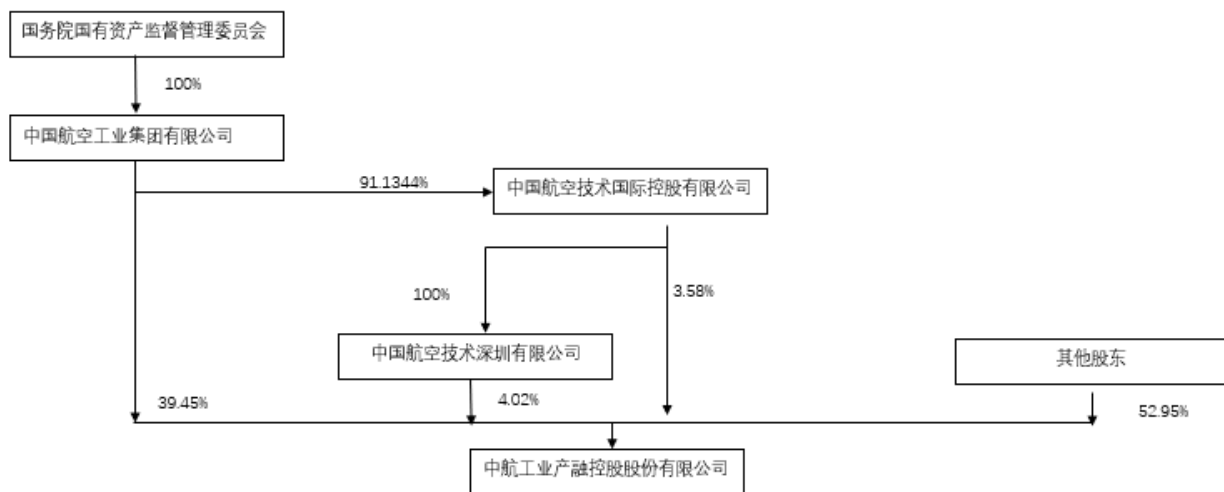 国务院国有资产监督管理委员会
100%
中国航空工业集团有限公司
91.1344%
中国航空技术国际控股有限公司
100%
3.58%
中国航空技术深圳有限公司
其他股东
39.45%
4.02%
52.95%
中航工业产融控股股份有限公司